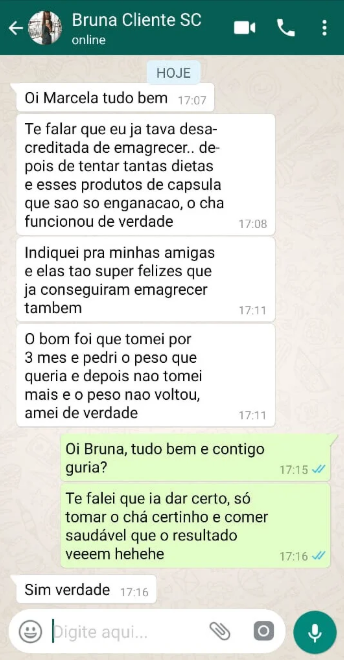 Bruna Cliente SC
online
HOJE
Oi Marcela tudo bem 17:07
Te falar que eu ja tava desa-
creditada de emagrecer.. de-
pois de tentar tantas dietas
e esses produtos de capsula
que sao so enganacao, o cha
funcionou de verdade 17:08
Indiquei pra minhas amigas
e elas tao super felizes que
ja conseguiram emagrecer
tambem 17:11
O bom foi que tomei por
3 mes e pedri o peso que
queria e depois nao tomei
mais e o peso nao voltou,
amei de verdade 17:11
Oi Bruna, tudo bem e contigo
guria? 17:15
Te falei que ia dar certo, só
tomar o chá certinho e comer
saudável que o resultado
veeem hehehe 17:16
Sim verdade 17:16
Digite aqui...